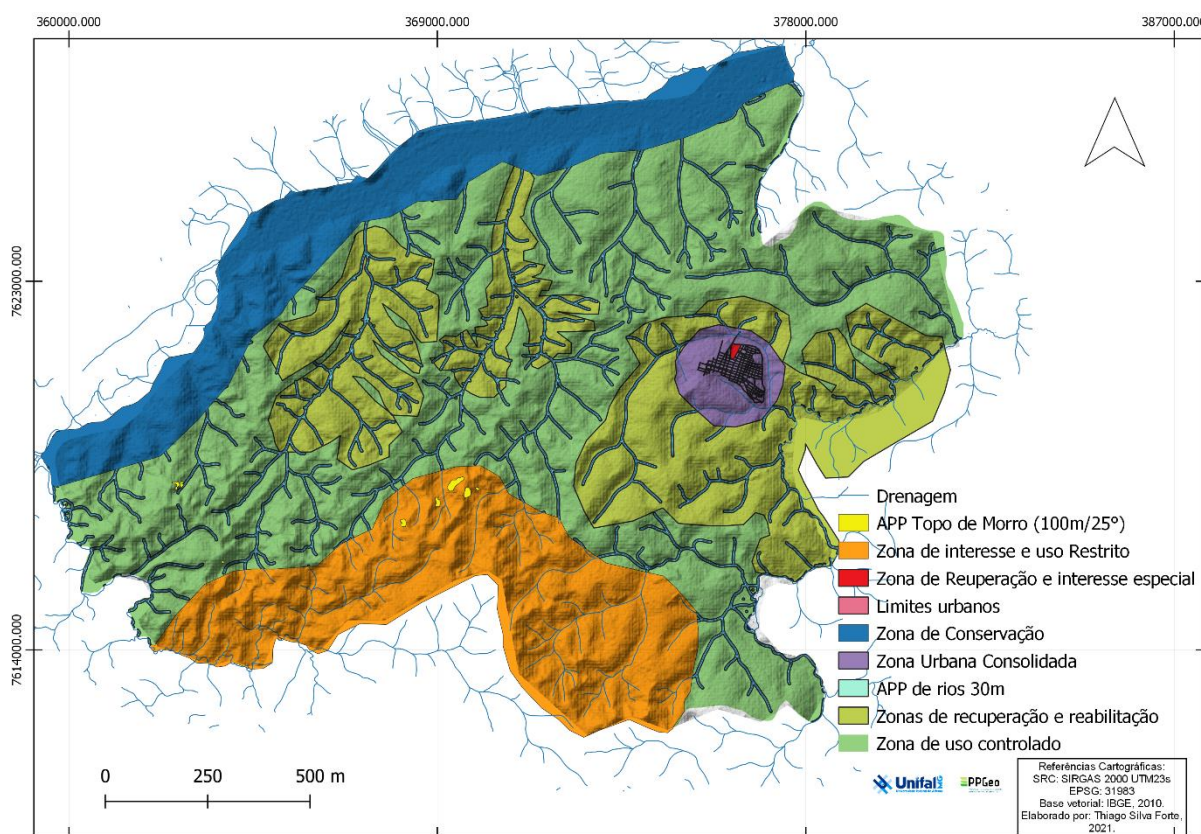 360000.000 369000.000 378000.000 387000.000
7623000.000
7614000.000
Drenagem
APP Topo de Morro (100m/25°)
Zona de interesse e uso Restrito
Zona de Reuperação e interesse especial
Limites urbanos
Zona de Conservação
Zona Urbana Consolidada
APP de rios 30m
Zonas de recuperação e reabilitação
Zona de uso controlado
0 250 500 m
Unifal MG
PPGeo
Referências Cartográficas:
SRC: SIRGAS 2000 UTM23s
EPSG: 31983
Base vetorial: IBGE, 2010.
Elaborado por: Thiago Silva Forte,
2021.